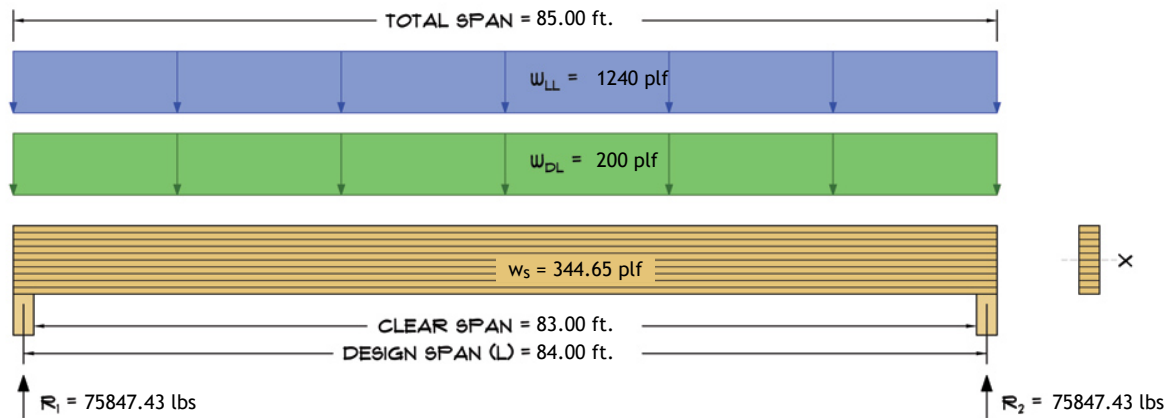 TOTAL SPAN = 85.00 ft.
WLL = 1240 plf
WDL = 200 plf
ws = 344.65 plf
X
CLEAR SPAN = 83.00 ft.
DESIGN SPAN (L) = 84.00 ft.
R1 = 75847.43 lbs
R2 = 75847.43 lbs